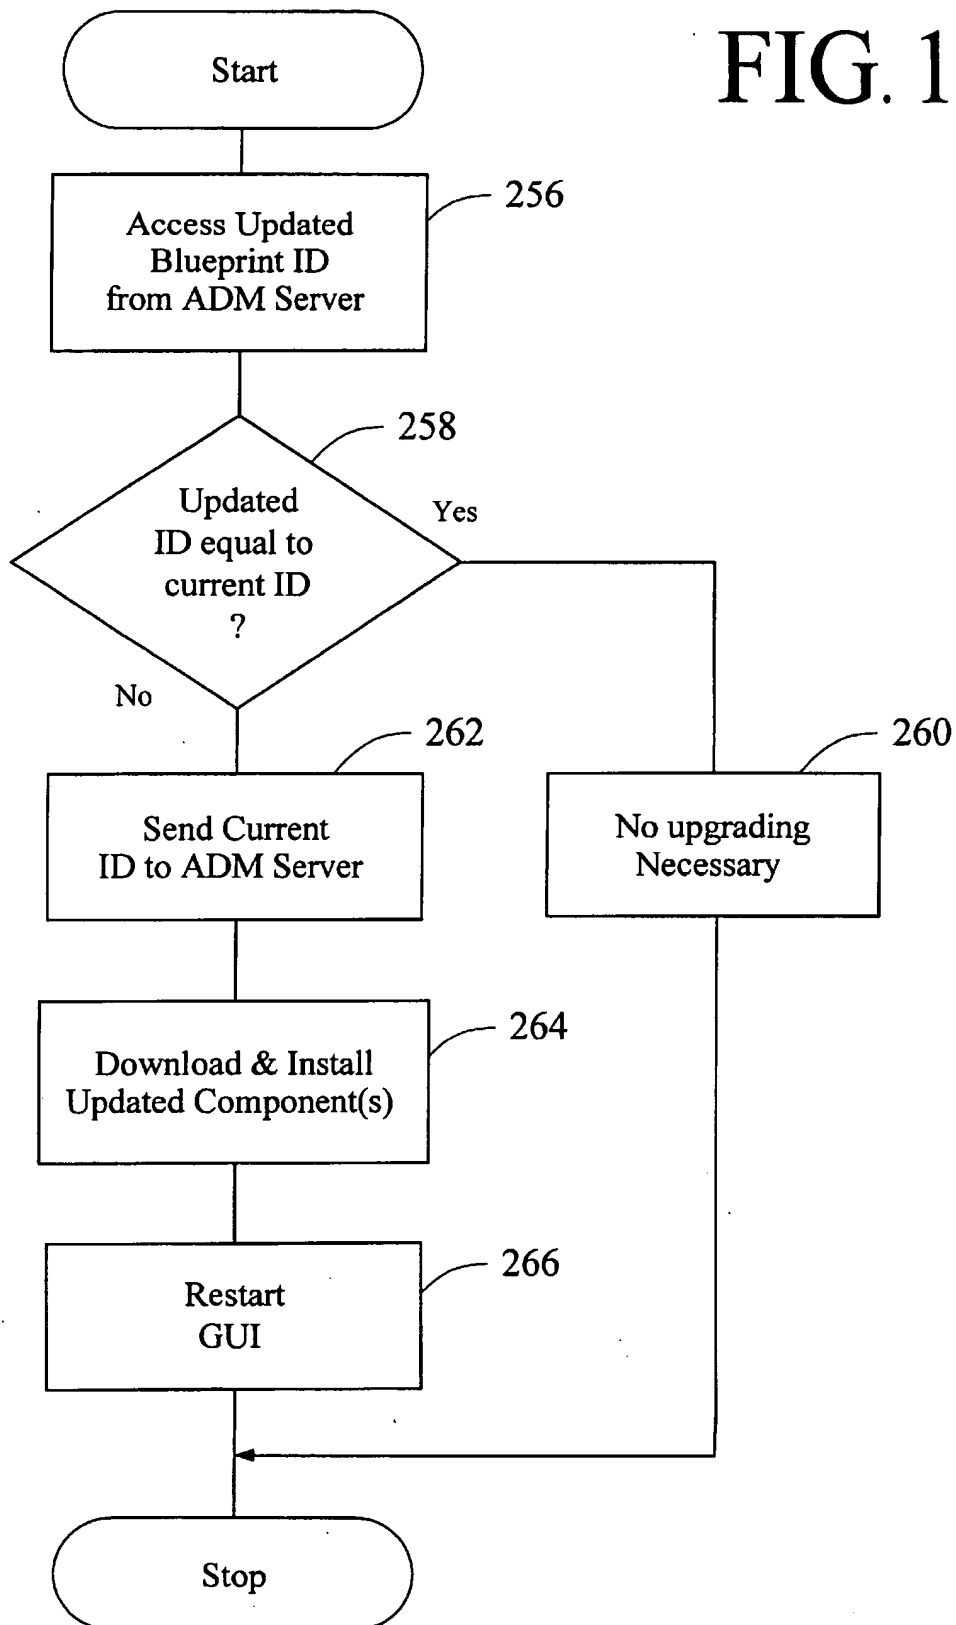 Start
FIG. 1
256
Access Updated
Blueprint ID
from ADM Server
258
Updated
ID equal to
current ID
?
Yes
No
262
260
Send Current
ID to ADM Server
No upgrading
Necessary
264
Download & Install
Updated Component(s)
266
Restart
GUI
Stop